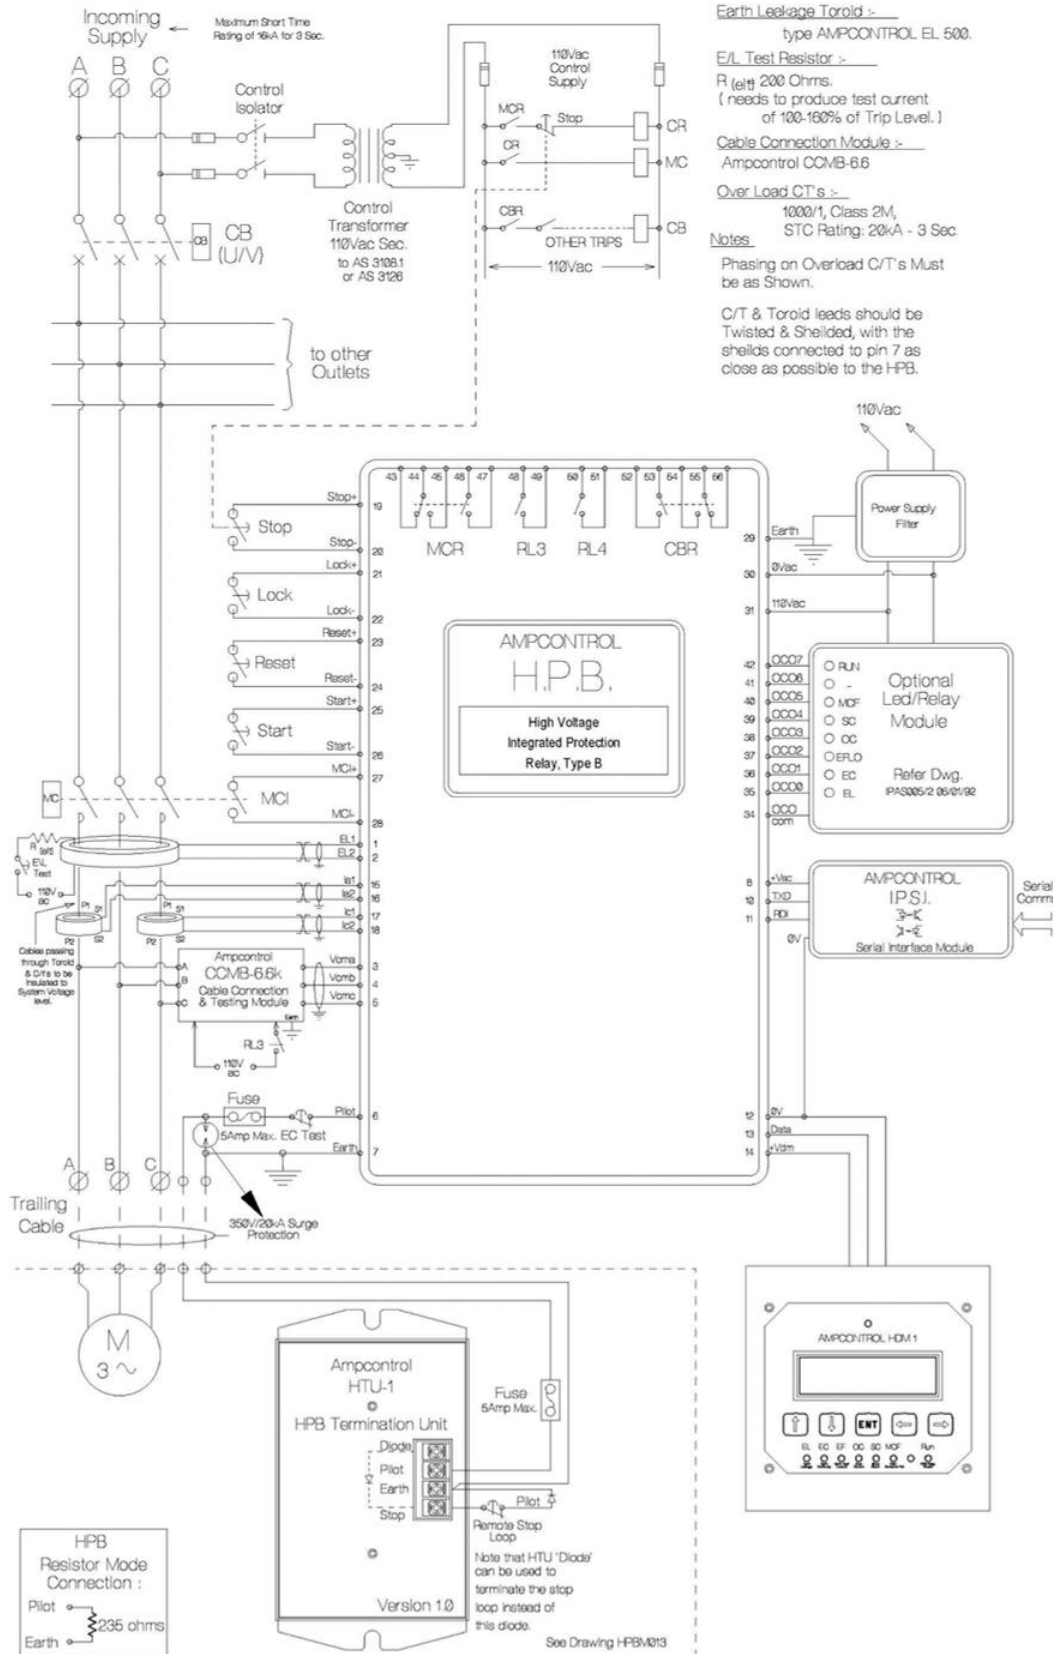 Incoming
Supply
Maximum Short Time
Rating of 16kA for 3 Sec.
A B C
Control
Isolator
Control
Transformer
110Vac Sec.
to AS 3108.1
or AS 3126
110Vac
Control
Supply
MCR
Stop
CR
CR
MC
CBR
OTHER TRIPS
CB
110Vac
CB
CB
(U/V)
to other
Outlets
Earth Leakage Toroid :-
type AMPCONTROL EL 500.
E/L Test Resistor :-
R (elt) 200 Ohms.
( needs to produce test current
of 100-160% of Trip Level. )
Cable Connection Module :-
Ampcontrol CCMB-6.6
Over Load CT's :-
1000/1, Class 2M,
STC Rating: 20kA - 3 Sec
Notes
Phasing on Overload C/T's Must
be as Shown.
C/T & Toroid leads should be
Twisted & Sheilded, with the
sheilds connected to pin 7 as
close as possible to the HPB.
110Vac
Power Supply
Filter
43 44 45 46 47 48 49 50 51 52 53 54 55 56
MCR RL3 RL4 CBR
Stop+ 19
Stop
Stop- 20
Lock+ 21
Lock
Lock- 22
Reset+ 23
Reset
Reset- 24
Start+ 25
Start
Start- 26
MCI+ 27
MC
MCI
MCI- 28
AMPCONTROL
H.P.B.
High Voltage
Integrated Protection
Relay, Type B
29 Earth
30 0Vac
31 110Vac
42 OCO7 RUN
41 OCO6 -
40 OCO5 MCF
39 OCO4 SC
38 OCO3 OC
37 OCO2 EFLO
36 OCO1 EC
35 OCO0 EL
34 OCO
com
Optional
Led/Relay
Module
Refer Dwg.
IPAS005/2 06/01/92
R (elt)
E\L
Test
110V
ac
EL1 1
EL2 2
Ia1 15
Ia2 16
Ic1 17
Ic2 18
P1 S1
P2 S2
P1 S1
P2 S2
Cables passing
through Toroid
& C/T's to be
Insulated to
System Voltage
level.
Ampcontrol
CCMB-6.6k
Cable Connection
& Testing Module
A
B
C
Earth
Vcma 3
Vcmb 4
Vcmc 5
RL3
110V
ac
8 +Vac
10 TXD
11 RDI
0V
AMPCONTROL
I.P.S.I.
Serial Interface Module
Serial
Comms
Fuse
5Amp Max. EC Test
Pilot 6
Earth 7
12 0V
13 Data
14 +Vdm
A B C
Trailing
Cable
350V/20kA Surge
Protection
M
3 ~
Ampcontrol
HTU-1
HPB Termination Unit
Diode
Pilot
Earth
Stop
Version 1.0
Fuse
5Amp Max.
Pilot
Remote Stop
Loop
Note that HTU 'Diode'
can be used to
terminate the stop
loop instead of
this diode.
See Drawing HPBM013
AMPCONTROL HDM 1
ENT
EL EC EF OC SC MCF Run
HPB
Resistor Mode
Connection :
Pilot
235 ohms
Earth